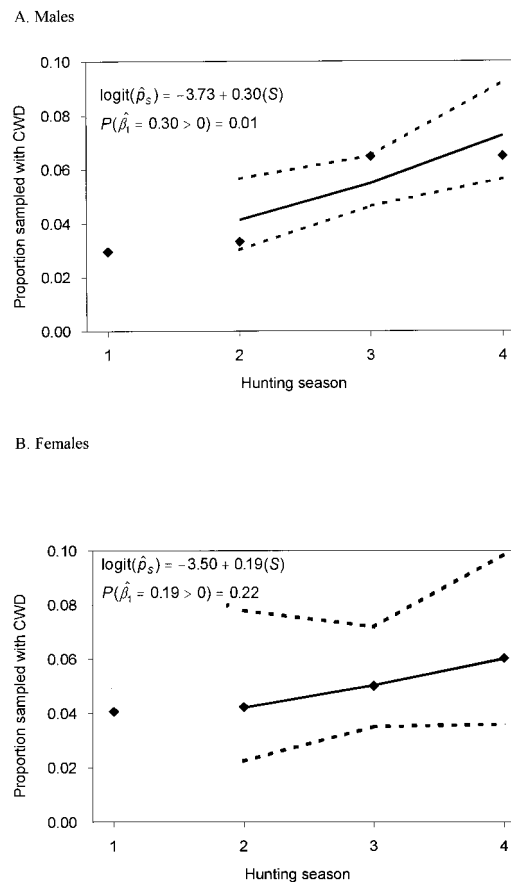 A. Males
0.10
logit(p̂s) = −3.73 + 0.30(S)
P(β̂1 = 0.30 > 0) = 0.01
0.08
0.06
0.04
0.02
0.00
Proportion sampled with CWD
1 2 3 4
Hunting season
B. Females
0.10
logit(p̂s) = −3.50 + 0.19(S)
P(β̂1 = 0.19 > 0) = 0.22
0.08
0.06
0.04
0.02
0.00
Proportion sampled with CWD
1 2 3 4
Hunting season